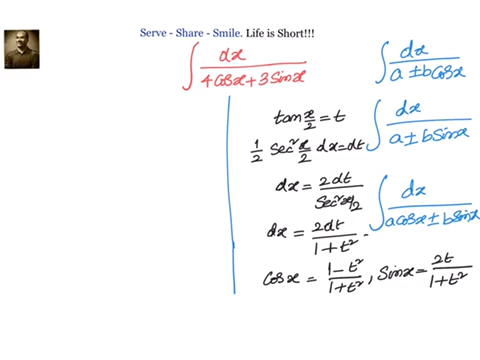 Serve - Share - Smile. Life is Short!!!
∫ dx / (4 cos x + 3 sin x)
∫ dx / (a ± b cos x)
tan x/2 = t
∫ dx / (a ± b sin x)
1/2 sec² x/2 dx = dt
dx = 2dt / sec² x/2
∫ dx / (a cos x ± b sin x)
dx = 2dt / (1 + t²) .
cos x = (1 - t²) / (1 + t²) , sin x = 2t / (1 + t²)